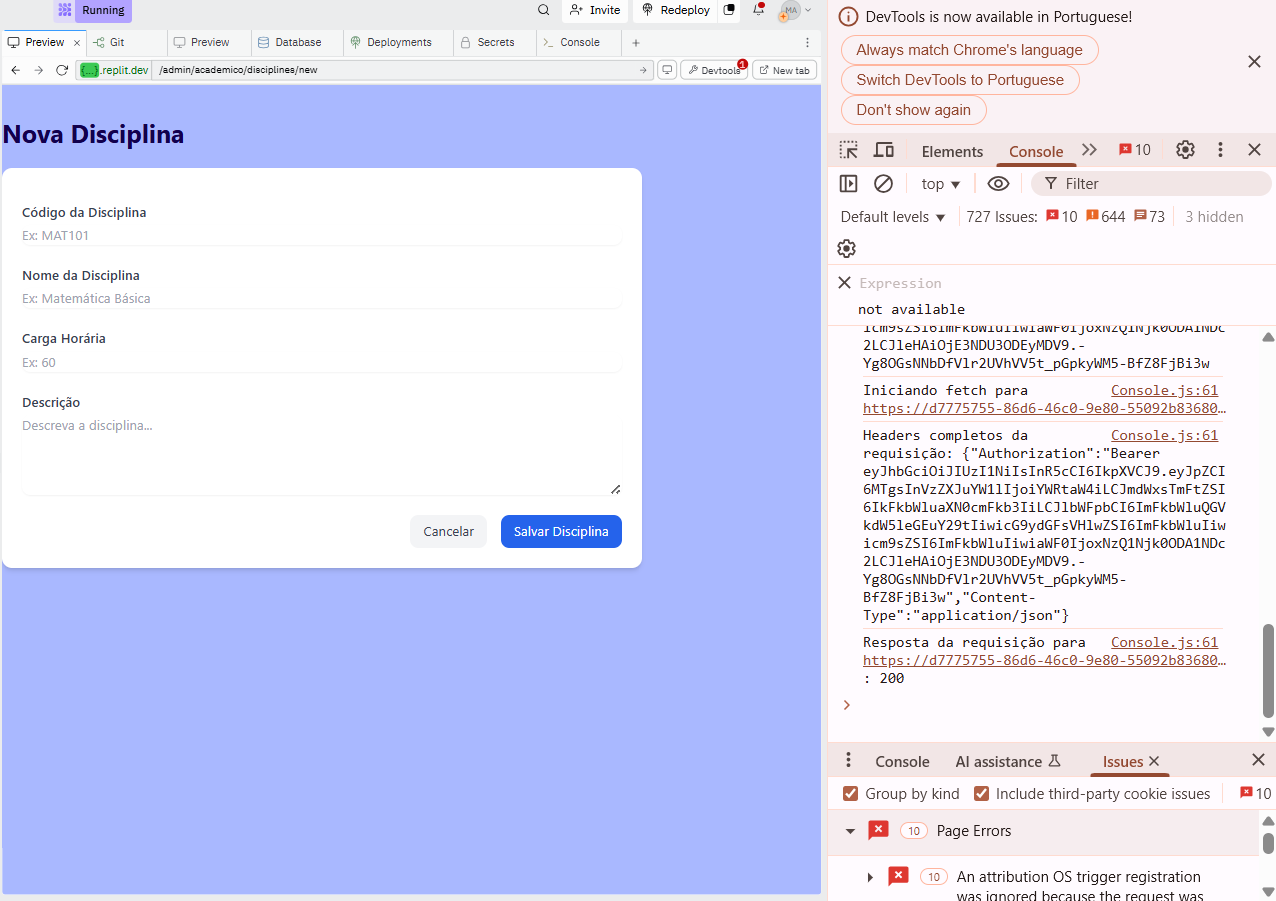 Running
Invite
Redeploy
MA
Preview
Git
Preview
Database
Deployments
Secrets
Console
{...}.replit.dev
/admin/academico/disciplines/new
Devtools
1
New tab
Nova Disciplina
Código da Disciplina
Ex: MAT101
Nome da Disciplina
Ex: Matemática Básica
Carga Horária
Ex: 60
Descrição
Descreva a disciplina...
Cancelar
Salvar Disciplina
DevTools is now available in Portuguese!
Always match Chrome's language
Switch DevTools to Portuguese
Don't show again
Elements
Console
10
top
Filter
Default levels
727 Issues:
10
644
73
3 hidden
Expression
not available
2LCJleHAiOjE3NDU3ODEyMDV9.-
Yg8OGsNNbDfVlr2UVhVV5t_pGpkyWM5-BfZ8FjBi3w
Iniciando fetch para
Console.js:61
https://d7775755-86d6-46c0-9e80-55092b83680…
Headers completos da
Console.js:61
requisição: {"Authorization":"Bearer
eyJhbGciOiJIUzI1NiIsInR5cCI6IkpXVCJ9.eyJpZCI
6MTgsInVzZXJuYW1lIjoiYWRtaW4iLCJmdWxsTmFtZSI
6IkFkbWluaXN0cmFkb3IiLCJlbWFpbCI6ImFkbWluQGV
kdW5leGEuY29tIiwicG9ydGFsVHlwZSI6ImFkbWluIiw
icm9sZSI6ImFkbWluIiwiaWF0IjoxNzQ1Njk0ODA1NDc
2LCJleHAiOjE3NDU3ODEyMDV9.-
Yg8OGsNNbDfVlr2UVhVV5t_pGpkyWM5-
BfZ8FjBi3w","Content-
Type":"application/json"}
Resposta da requisição para
Console.js:61
https://d7775755-86d6-46c0-9e80-55092b83680…
: 200
Console
AI assistance
Issues
Group by kind
Include third-party cookie issues
10
10
Page Errors
10
An attribution OS trigger registration
was ignored because the request was